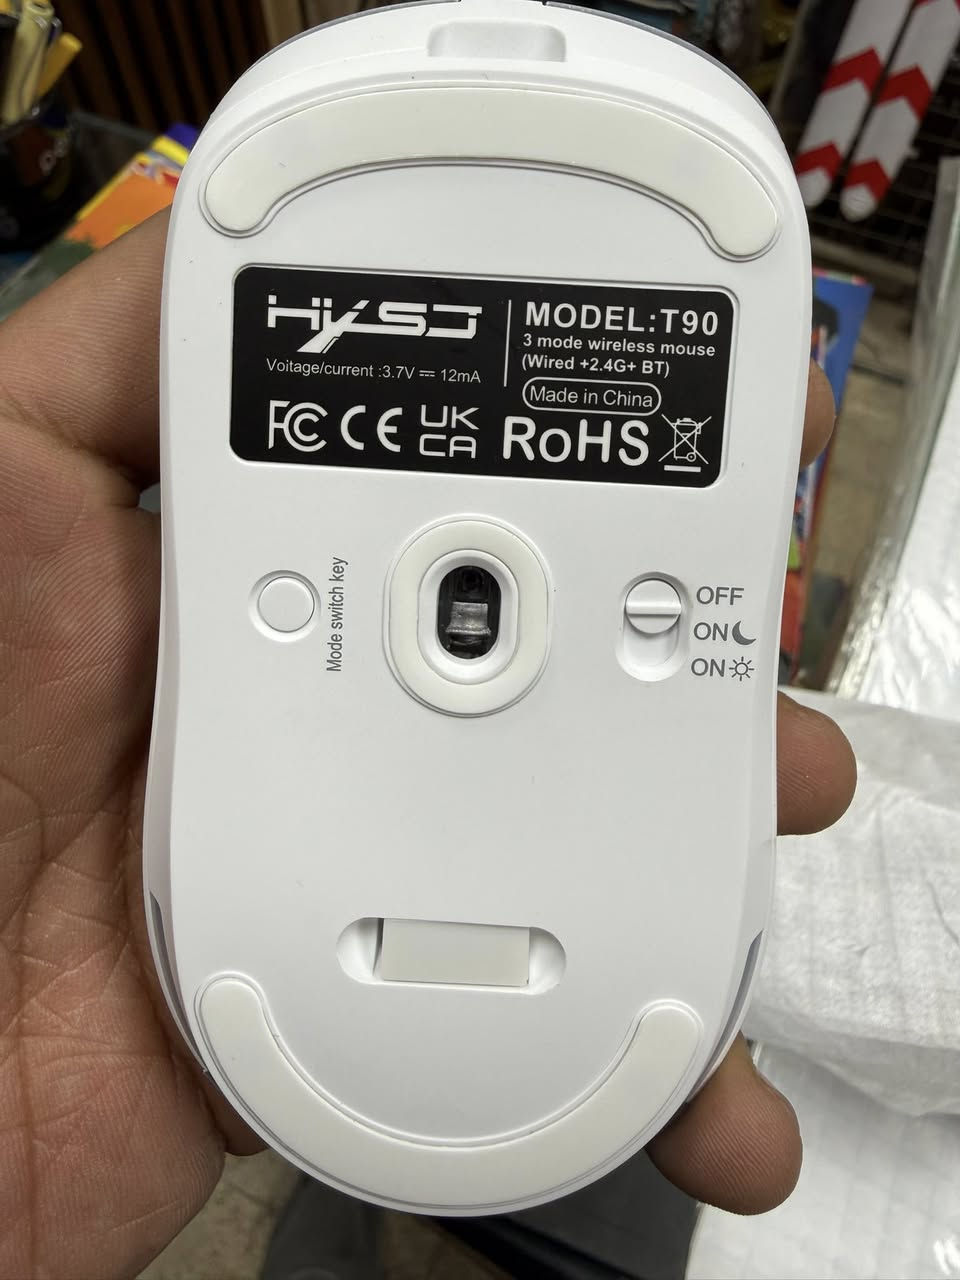 HXSJ
Voitage/current :3.7V ⎓ 12mA
MODEL:T90
3 mode wireless mouse
(Wired +2.4G+ BT)
Made in China
FC CE UK
CA
RoHS
Mode switch key
OFF
ON
ON